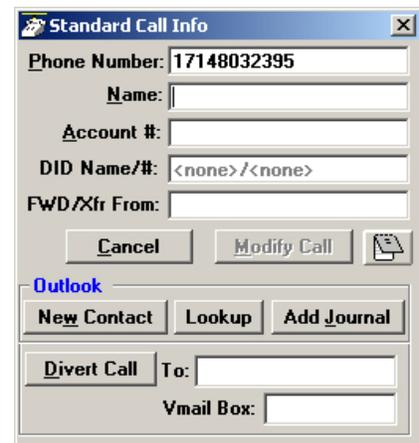 Standard Call Info
Phone Number: 17148032395
Name:
Account #:
DID Name/#: <none>/<none>
FWD/Xfr From:
Cancel Modify Call
Outlook
New Contact Lookup Add Journal
Divert Call To:
Vmail Box: